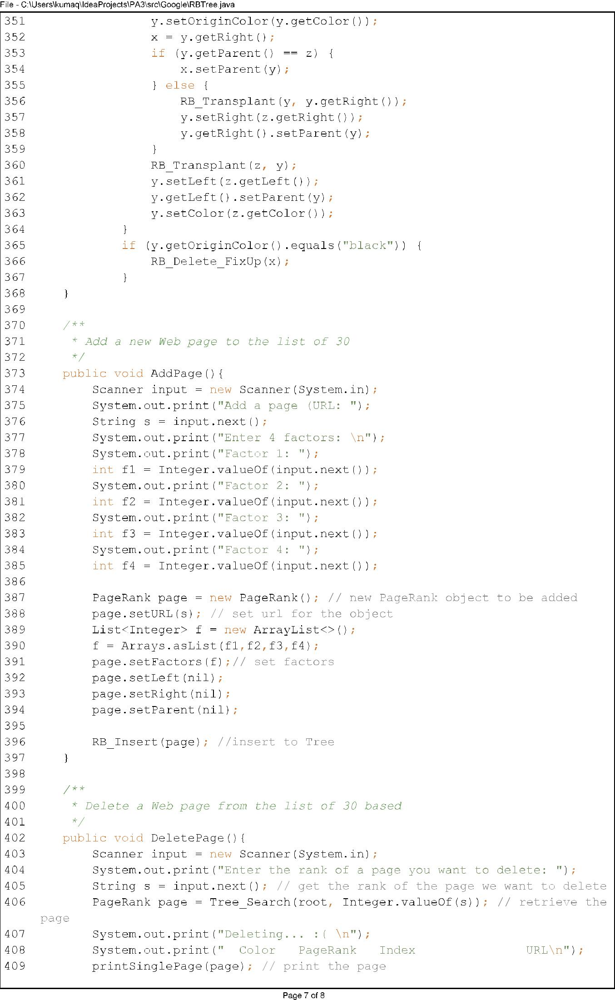 File - C:\Users\kumaq\IdeaProjects\PA3\src\Google\RBTree.java
351                 y.setOriginColor(y.getColor());
352                 x = y.getRight();
353                 if (y.getParent() == z) {
354                     x.setParent(y);
355                 } else {
356                     RB_Transplant(y, y.getRight());
357                     y.setRight(z.getRight());
358                     y.getRight().setParent(y);
359                 }
360                 RB_Transplant(z, y);
361                 y.setLeft(z.getLeft());
362                 y.getLeft().setParent(y);
363                 y.setColor(z.getColor());
364             }
365             if (y.getOriginColor().equals("black")) {
366                 RB_Delete_FixUp(x);
367             }
368     }
369
370     /**
371      * Add a new Web page to the list of 30
372      */
373     public void AddPage(){
374         Scanner input = new Scanner(System.in);
375         System.out.print("Add a page (URL: ");
376         String s = input.next();
377         System.out.print("Enter 4 factors: \n");
378         System.out.print("Factor 1: ");
379         int f1 = Integer.valueOf(input.next());
380         System.out.print("Factor 2: ");
381         int f2 = Integer.valueOf(input.next());
382         System.out.print("Factor 3: ");
383         int f3 = Integer.valueOf(input.next());
384         System.out.print("Factor 4: ");
385         int f4 = Integer.valueOf(input.next());
386
387         PageRank page = new PageRank(); // new PageRank object to be added
388         page.setURL(s); // set url for the object
389         List<Integer> f = new ArrayList<>();
390         f = Arrays.asList(f1,f2,f3,f4);
391         page.setFactors(f);// set factors
392         page.setLeft(nil);
393         page.setRight(nil);
394         page.setParent(nil);
395
396         RB_Insert(page); //insert to Tree
397     }
398
399     /**
400      * Delete a Web page from the list of 30 based
401      */
402     public void DeletePage(){
403         Scanner input = new Scanner(System.in);
404         System.out.print("Enter the rank of a page you want to delete: ");
405         String s = input.next(); // get the rank of the page we want to delete
406         PageRank page = Tree_Search(root, Integer.valueOf(s)); // retrieve the
page
407         System.out.print("Deleting... :( \n");
408         System.out.print("  Color   PageRank   Index               URL\n");
409         printSinglePage(page); // print the page
Page 7 of 8